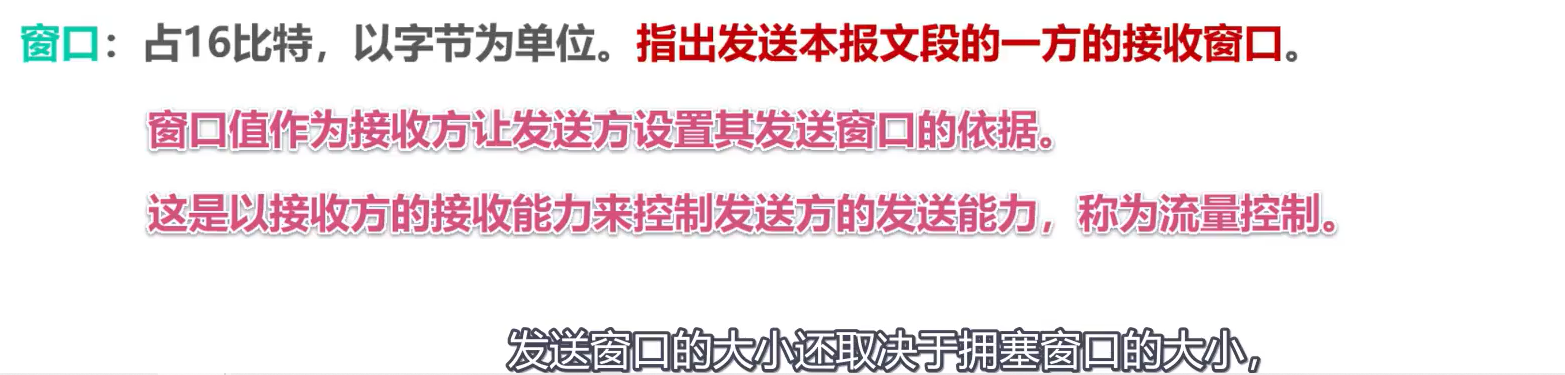 窗口：占16比特，以字节为单位。指出发送本报文段的一方的接收窗口。
窗口值作为接收方让发送方设置其发送窗口的依据。
这是以接收方的接收能力来控制发送方的发送能力，称为流量控制。
发送窗口的大小还取决于拥塞窗口的大小，